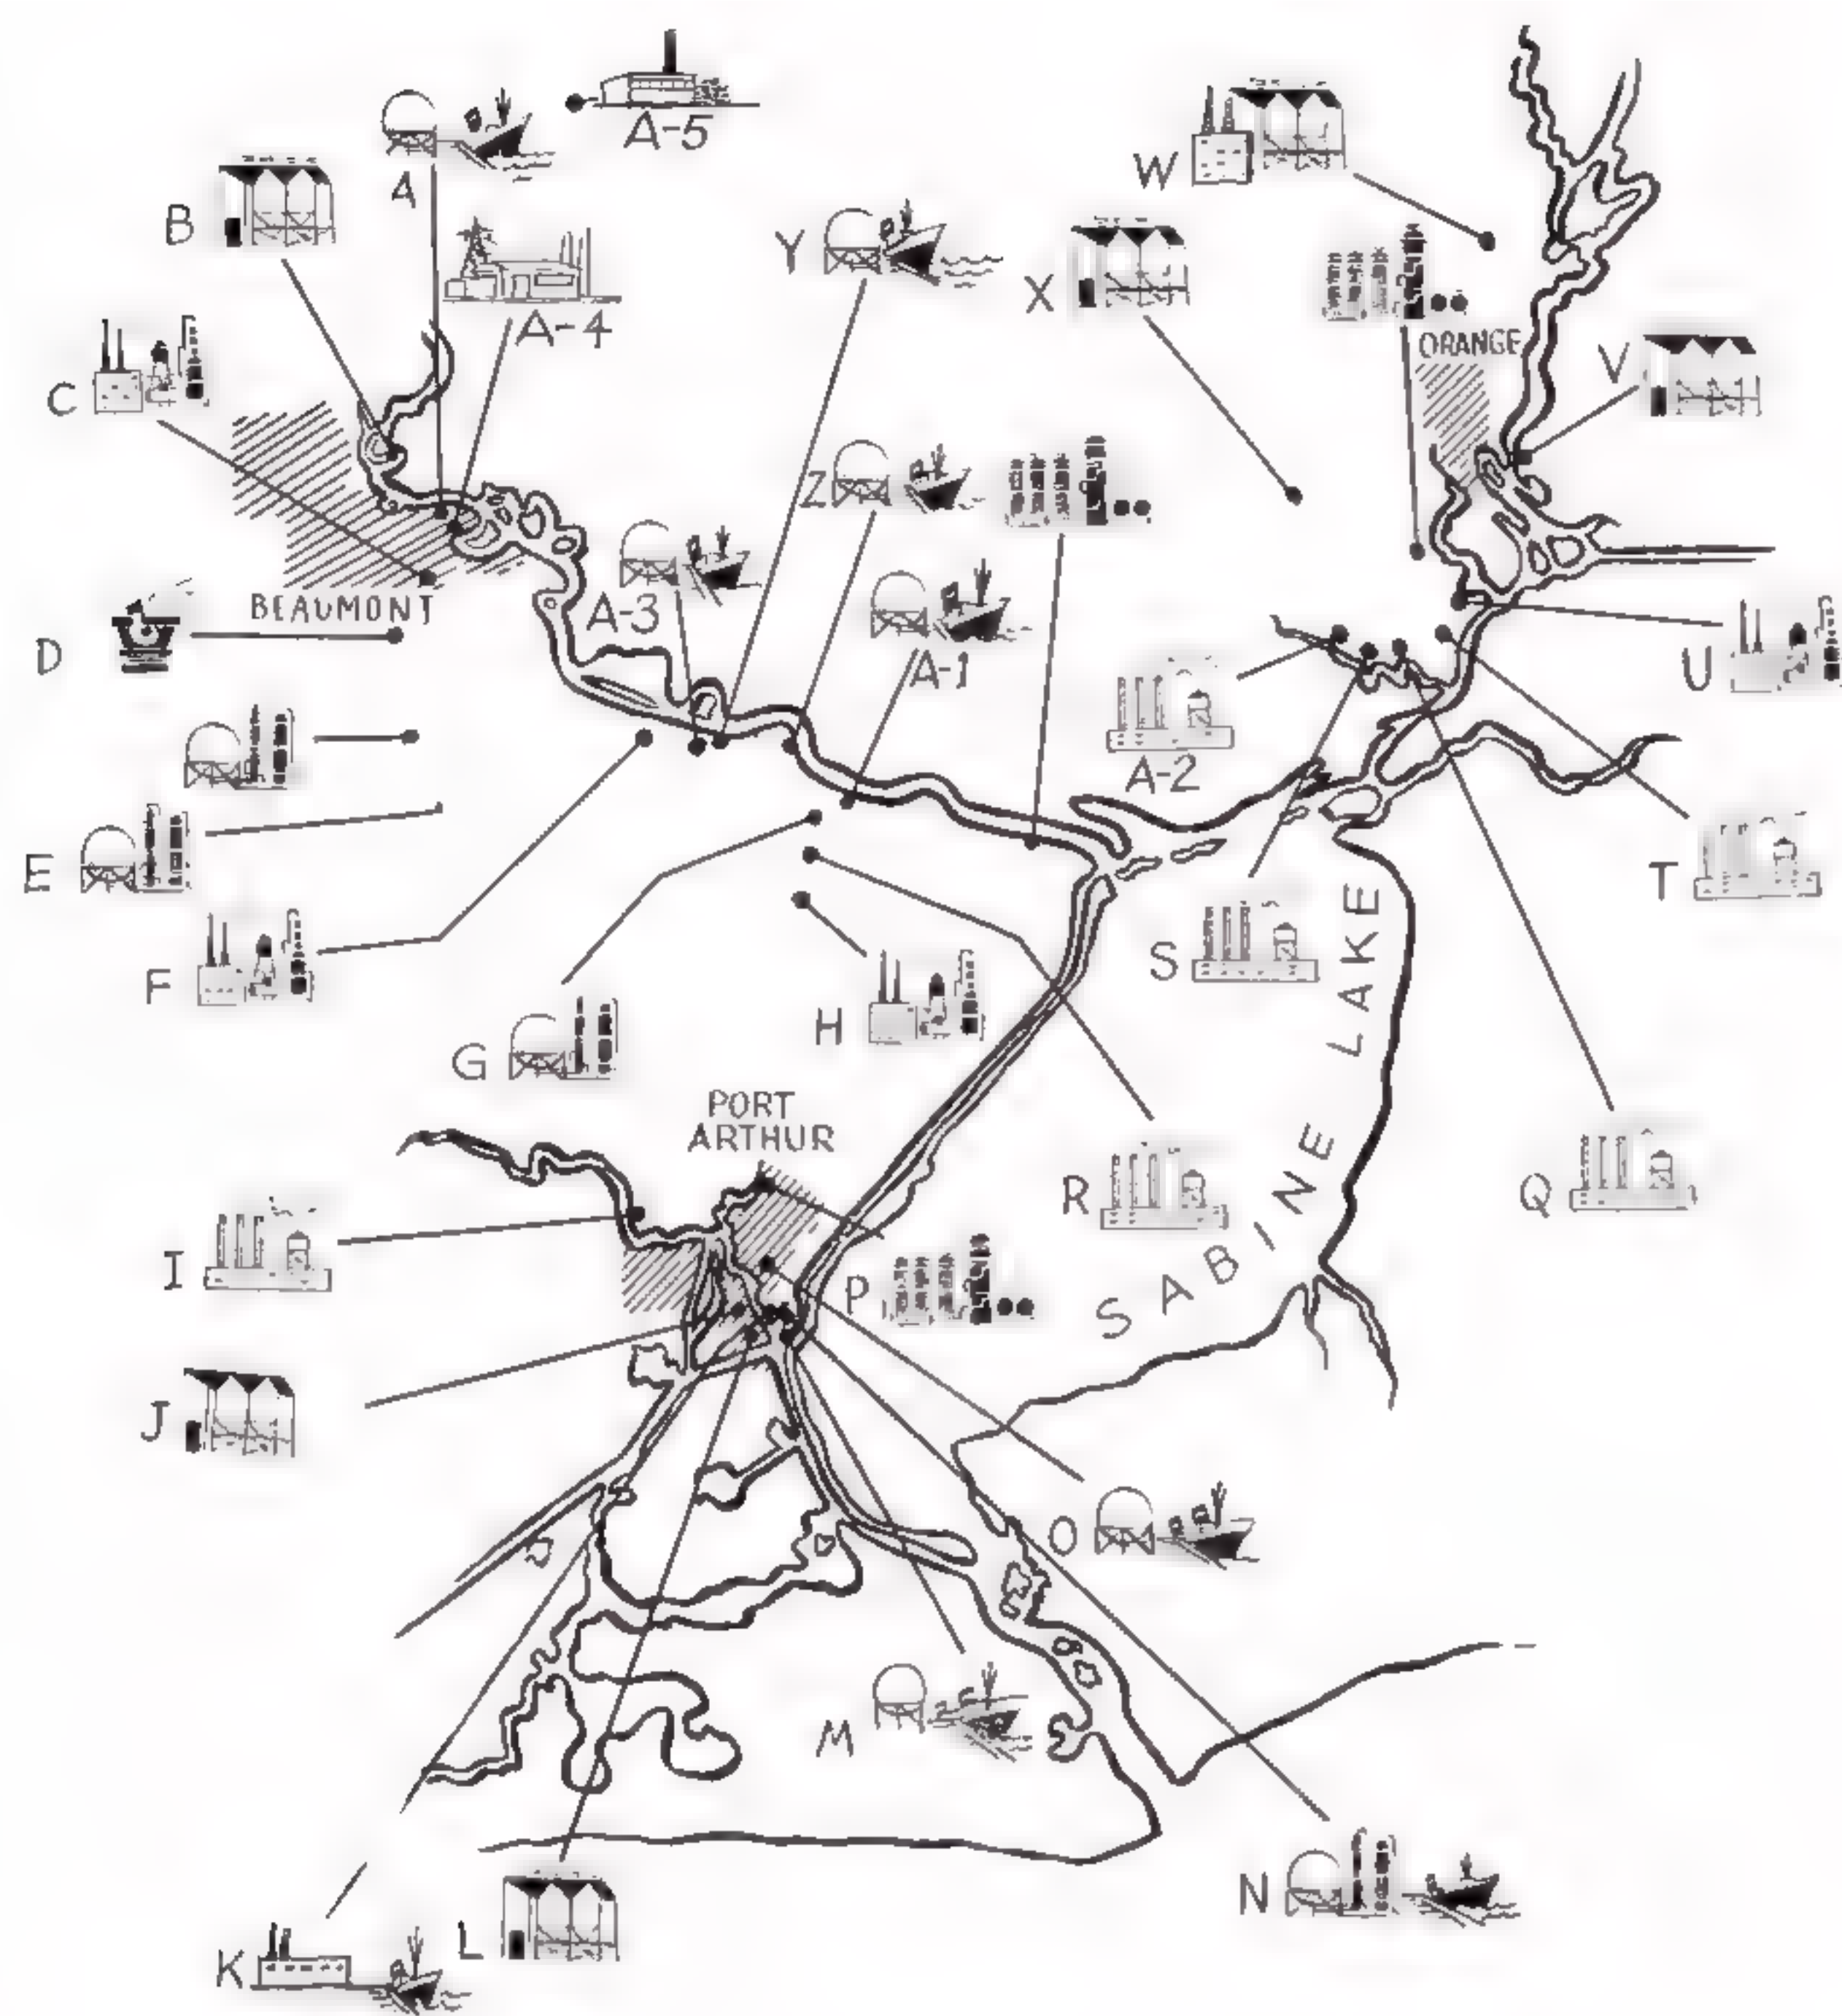 A-5
A
W
B
Y
X
A-4
ORANGE
V
C
Z
BEAUMONT
A-3
D
A-1
U
A-2
E
T
S
F
H
G
SABINE LAKE
PORT
ARTHUR
R
Q
I
P
J
O
M
N
L
K